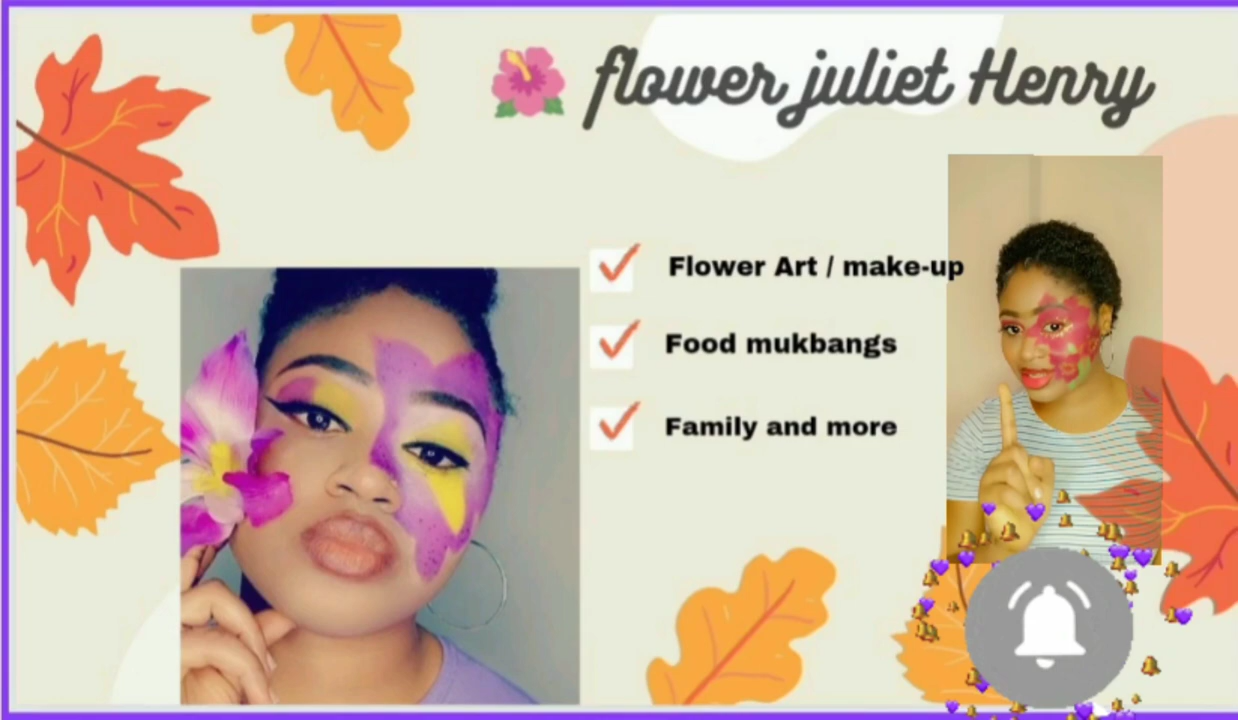 flower juliet Henry
Flower Art / make-up
Food mukbangs
Family and more